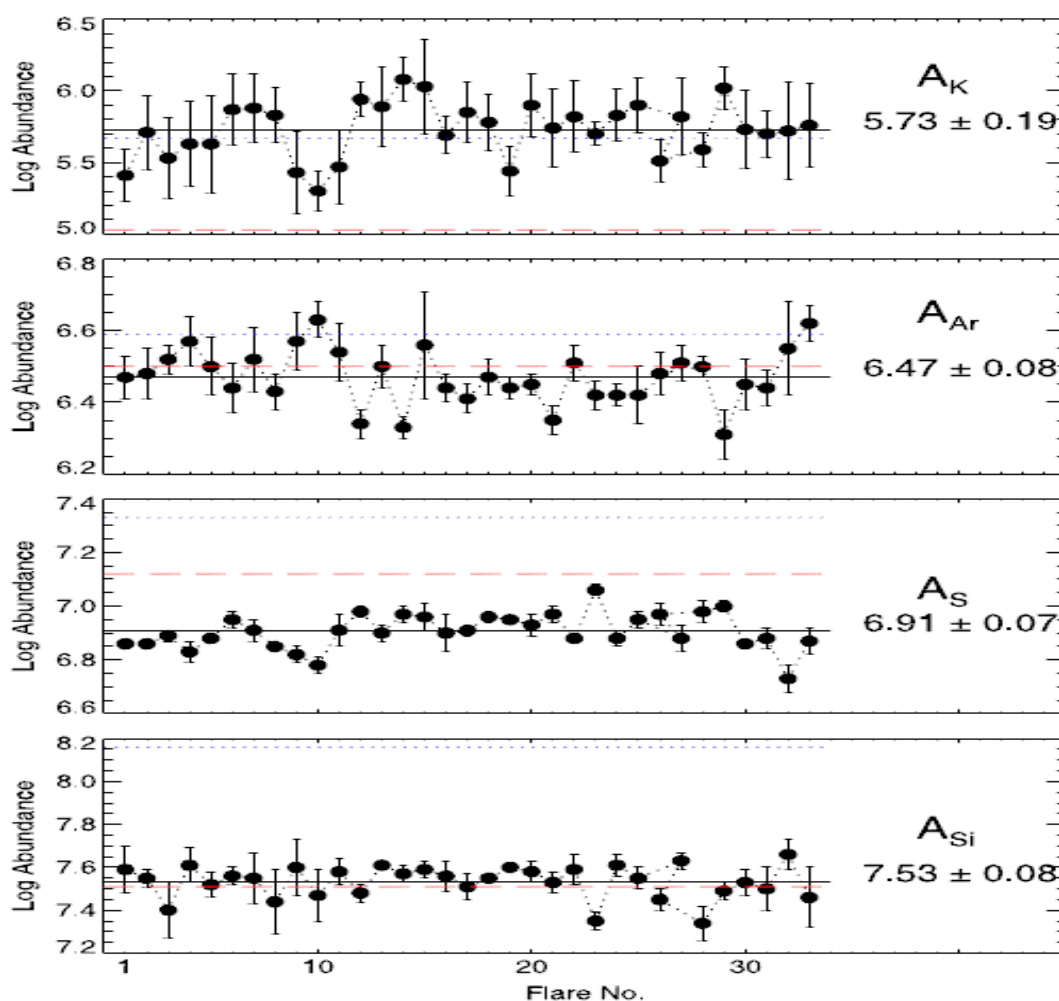 6.5
6.0
5.5
5.0
Log Abundance
A_K
5.73 ± 0.19
6.8
6.6
6.4
6.2
Log Abundance
A_Ar
6.47 ± 0.08
7.4
7.2
7.0
6.8
6.6
Log Abundance
A_S
6.91 ± 0.07
8.2
8.0
7.8
7.6
7.4
7.2
Log Abundance
A_Si
7.53 ± 0.08
1 10 20 30
Flare No.